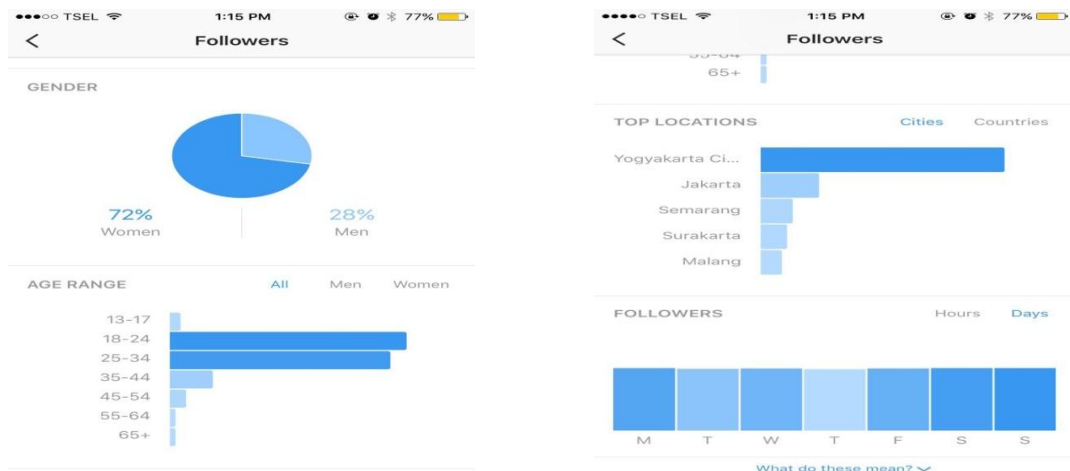 TSEL 1:15 PM 77%
Followers
GENDER
72% 28%
Women Men
AGE RANGE All Men Women
13-17
18-24
25-34
35-44
45-54
55-64
65+
TSEL 1:15 PM 77%
Followers
65+
TOP LOCATIONS Cities Countries
Yogyakarta Ci...
Jakarta
Semarang
Surakarta
Malang
FOLLOWERS Hours Days
M T W T F S S
What do these mean?